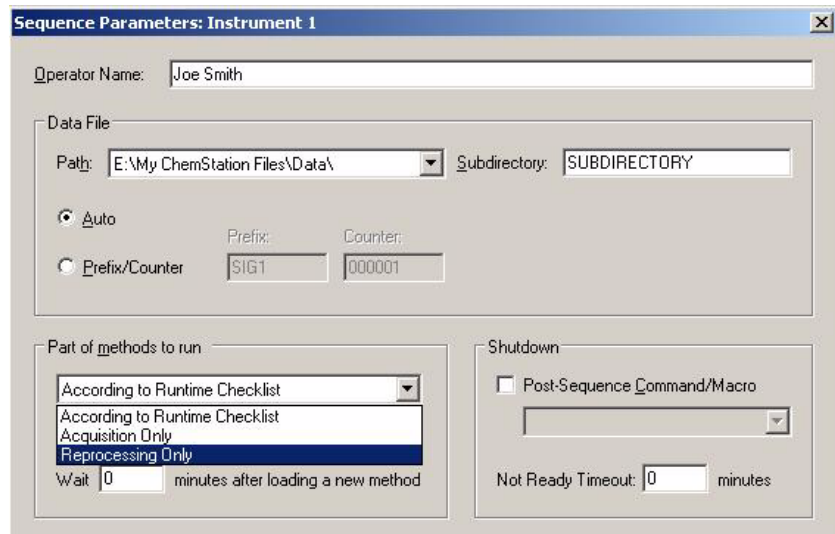 Sequence Parameters: Instrument 1
Operator Name: Joe Smith
Data File
Path: E:\My ChemStation Files\Data\ Subdirectory: SUBDIRECTORY
Auto
Prefix: Counter:
Prefix/Counter SIG1 000001
Part of methods to run
According to Runtime Checklist
According to Runtime Checklist
Acquisition Only
Reprocessing Only
Wait 0 minutes after loading a new method
Shutdown
Post-Sequence Command/Macro
Not Ready Timeout: 0 minutes